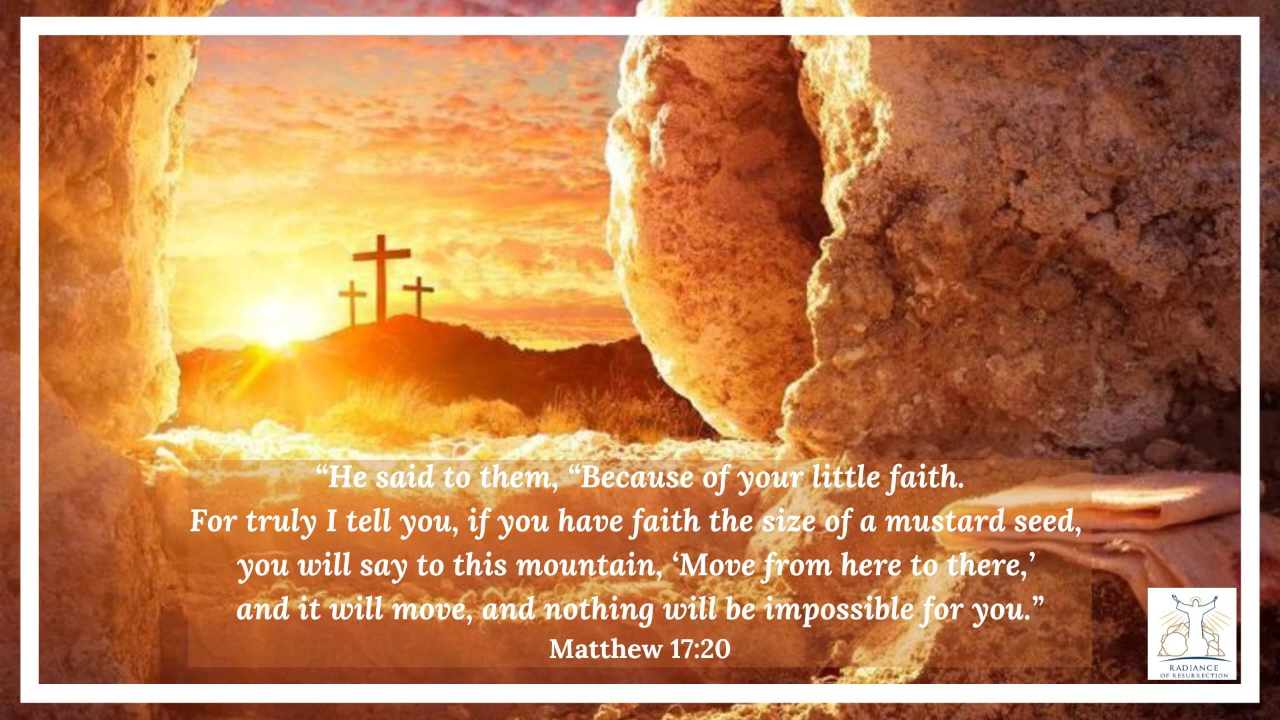 “He said to them, “Because of your little faith.
For truly I tell you, if you have faith the size of a mustard seed,
you will say to this mountain, ‘Move from here to there,’
and it will move, and nothing will be impossible for you.”
Matthew 17:20
RADIANCE
OF RESURRECTION